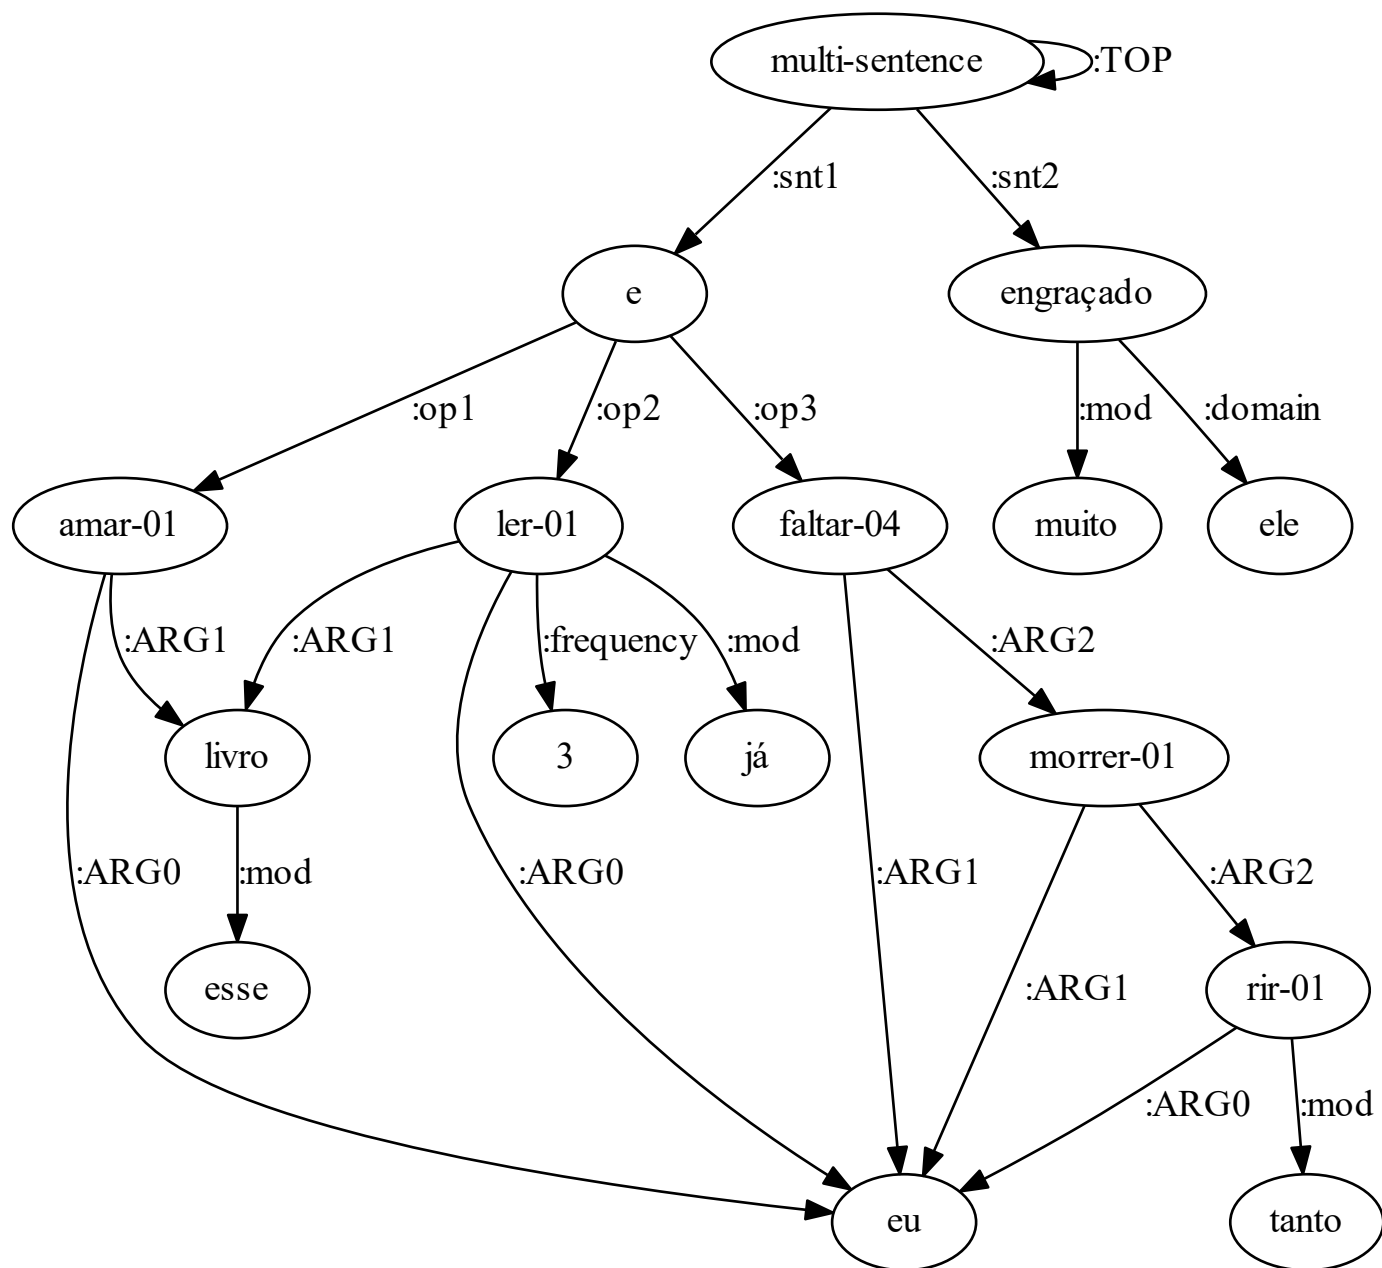 multi-sentence
:TOP
:snt1
:snt2
e
engraçado
:op1
:op2
:op3
:mod
:domain
amar-01
ler-01
faltar-04
muito
ele
:ARG1
:ARG1
:frequency
:mod
:ARG2
livro
3
já
morrer-01
:ARG0
:mod
:ARG0
:ARG1
:ARG2
esse
:ARG1
rir-01
:ARG0
:mod
eu
tanto